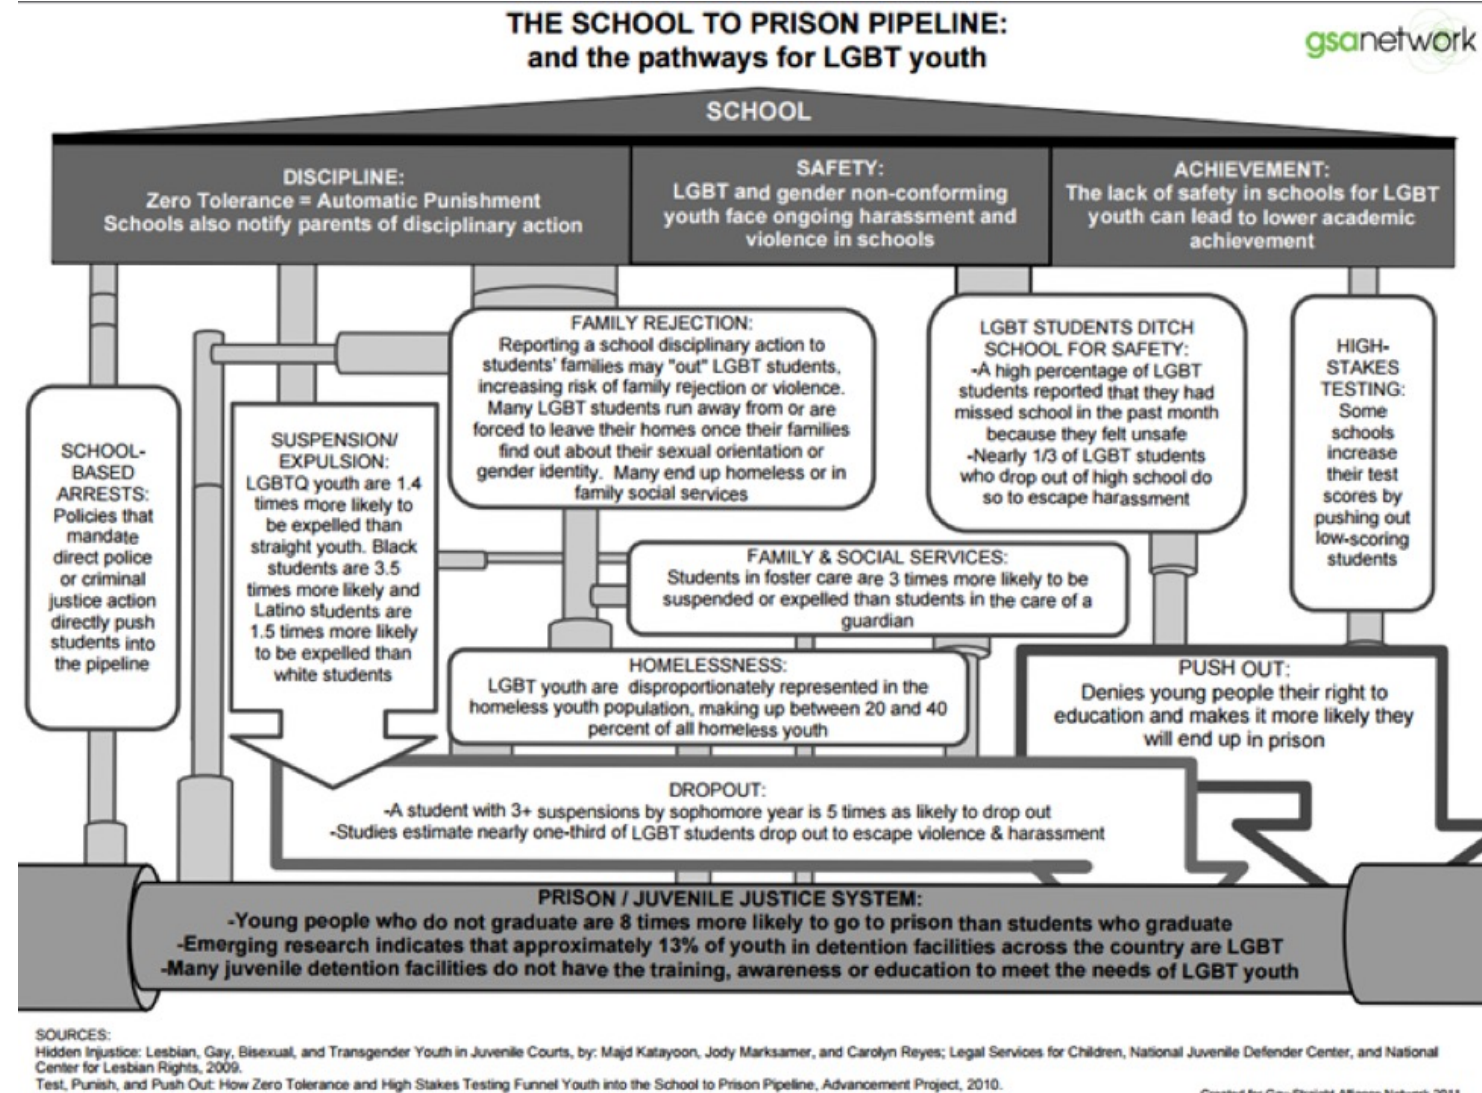 THE SCHOOL TO PRISON PIPELINE:
and the pathways for LGBT youth
gsanetwork
SCHOOL
DISCIPLINE:
Zero Tolerance = Automatic Punishment
Schools also notify parents of disciplinary action
SAFETY:
LGBT and gender non-conforming
youth face ongoing harassment and
violence in schools
ACHIEVEMENT:
The lack of safety in schools for LGBT
youth can lead to lower academic
achievement
SCHOOL-
BASED
ARRESTS:
Policies that
mandate
direct police
or criminal
justice action
directly push
students into
the pipeline
SUSPENSION/
EXPULSION:
LGBTQ youth are 1.4
times more likely to
be expelled than
straight youth. Black
students are 3.5
times more likely and
Latino students are
1.5 times more likely
to be expelled than
white students
FAMILY REJECTION:
Reporting a school disciplinary action to
students' families may "out" LGBT students,
increasing risk of family rejection or violence.
Many LGBT students run away from or are
forced to leave their homes once their families
find out about their sexual orientation or
gender identity. Many end up homeless or in
family social services
LGBT STUDENTS DITCH
SCHOOL FOR SAFETY:
-A high percentage of LGBT
students reported that they had
missed school in the past month
because they felt unsafe
-Nearly 1/3 of LGBT students
who drop out of high school do
so to escape harassment
HIGH-
STAKES
TESTING:
Some
schools
increase
their test
scores by
pushing out
low-scoring
students
FAMILY & SOCIAL SERVICES:
Students in foster care are 3 times more likely to be
suspended or expelled than students in the care of a
guardian
HOMELESSNESS:
LGBT youth are disproportionately represented in the
homeless youth population, making up between 20 and 40
percent of all homeless youth
PUSH OUT:
Denies young people their right to
education and makes it more likely they
will end up in prison
DROPOUT:
-A student with 3+ suspensions by sophomore year is 5 times as likely to drop out
-Studies estimate nearly one-third of LGBT students drop out to escape violence & harassment
PRISON / JUVENILE JUSTICE SYSTEM:
-Young people who do not graduate are 8 times more likely to go to prison than students who graduate
-Emerging research indicates that approximately 13% of youth in detention facilities across the country are LGBT
-Many juvenile detention facilities do not have the training, awareness or education to meet the needs of LGBT youth
SOURCES:
Hidden Injustice: Lesbian, Gay, Bisexual, and Transgender Youth in Juvenile Courts, by: Majd Katayoon, Jody Marksamer, and Carolyn Reyes; Legal Services for Children, National Juvenile Defender Center, and National
Center for Lesbian Rights, 2009.
Test, Punish, and Push Out: How Zero Tolerance and High Stakes Testing Funnel Youth into the School to Prison Pipeline, Advancement Project, 2010.